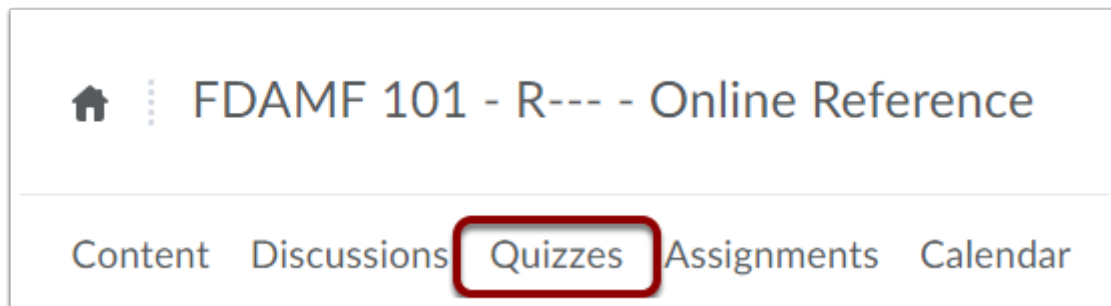 FDAMF 101 - R--- - Online Reference
Content Discussions Quizzes Assignments Calendar